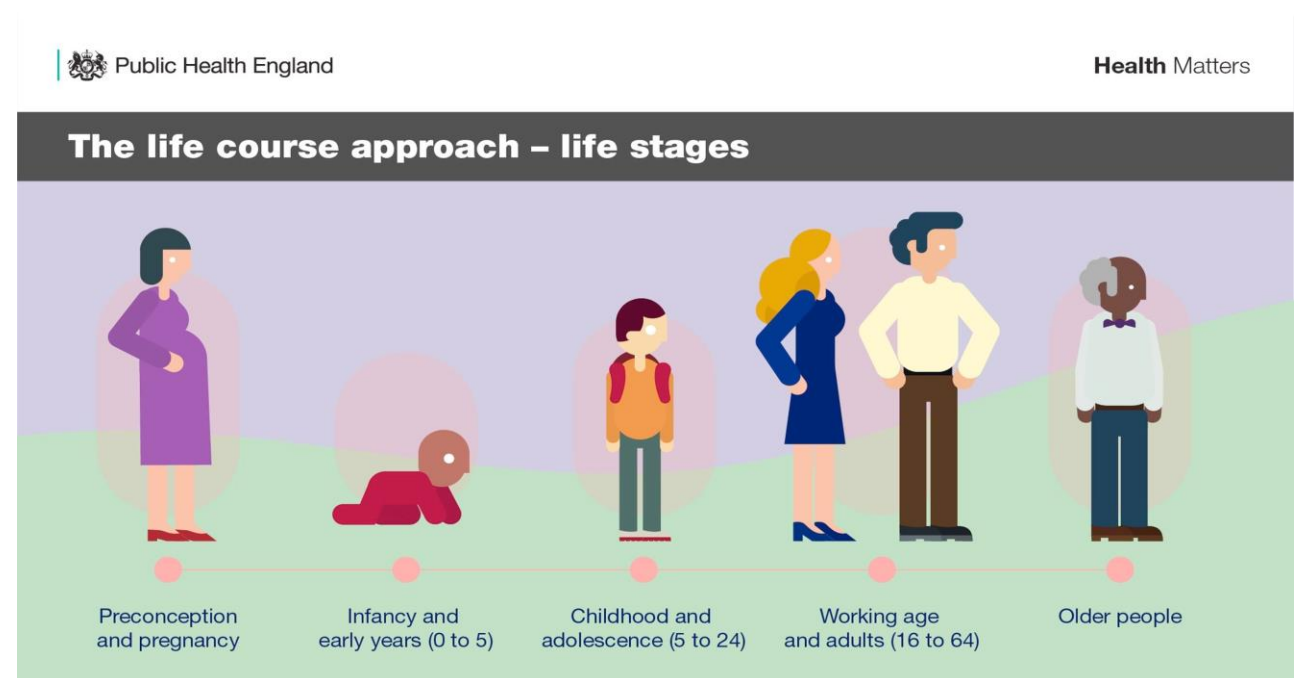 Public Health England
Health Matters
The life course approach – life stages
Preconception
and pregnancy
Infancy and
early years (0 to 5)
Childhood and
adolescence (5 to 24)
Working age
and adults (16 to 64)
Older people